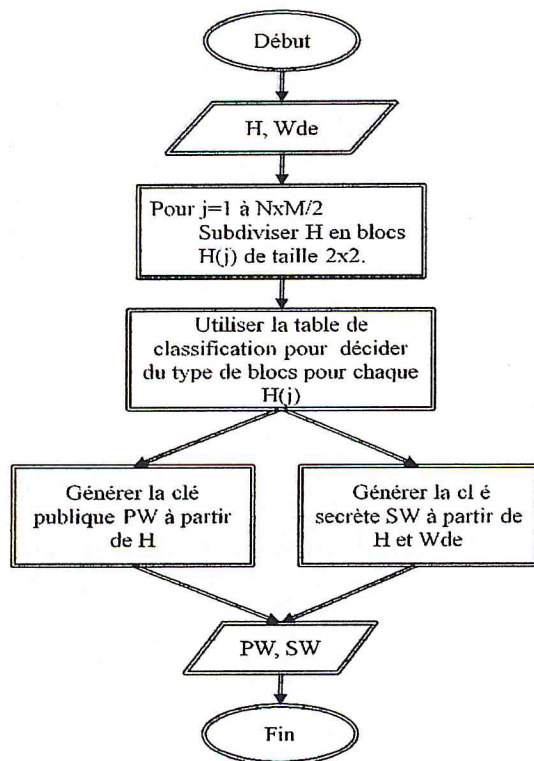 Début
H, Wde
Pour j=1 à NxM/2
Subdiviser H en blocs
H(j) de taille 2x2.
Utiliser la table de
classification pour décider
du type de blocs pour chaque
H(j)
Générer la clé
publique PW à partir
de H
Générer la cl é
secrète SW à partir de
H et Wde
PW, SW
Fin